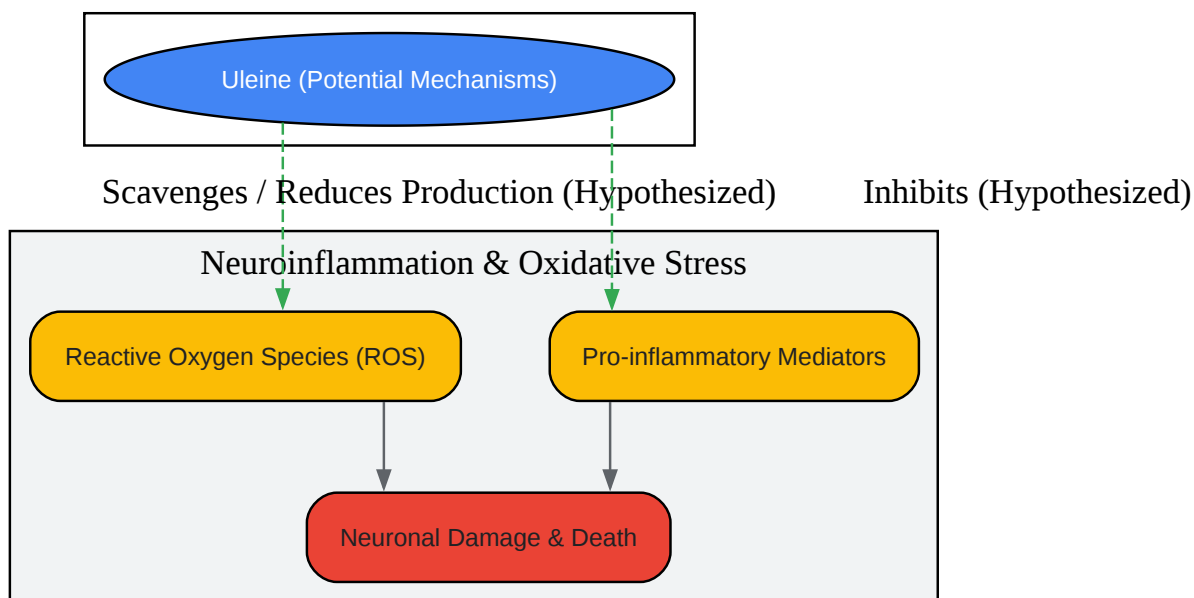 Uleine (Potential Mechanisms)
Scavenges / Reduces Production (Hypothesized)
Inhibits (Hypothesized)
Neuroinflammation & Oxidative Stress
Reactive Oxygen Species (ROS)
Pro-inflammatory Mediators
Neuronal Damage & Death